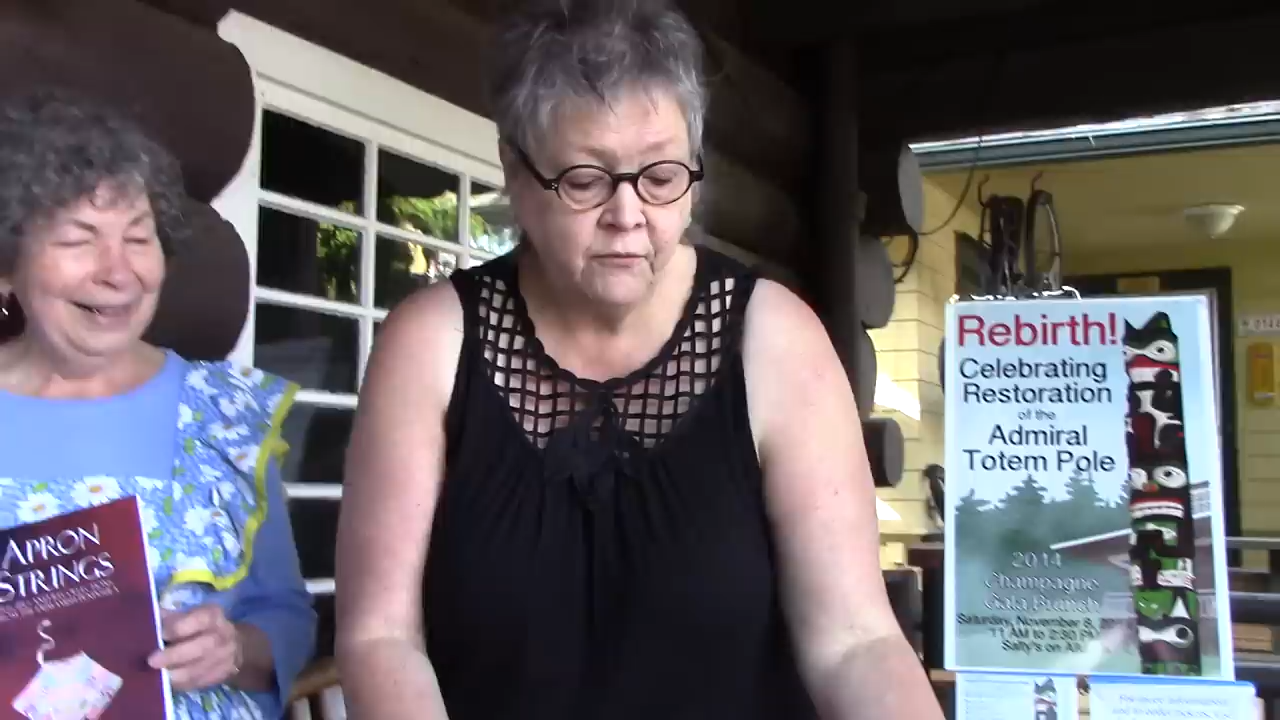 APRON
STRINGS
Rebirth!
Celebrating
Restoration
of the
Admiral
Totem Pole
2014
Champagne
Gala Brunch
Saturday, November 8,
11 AM to 2:30 PM
Sally's on Alki